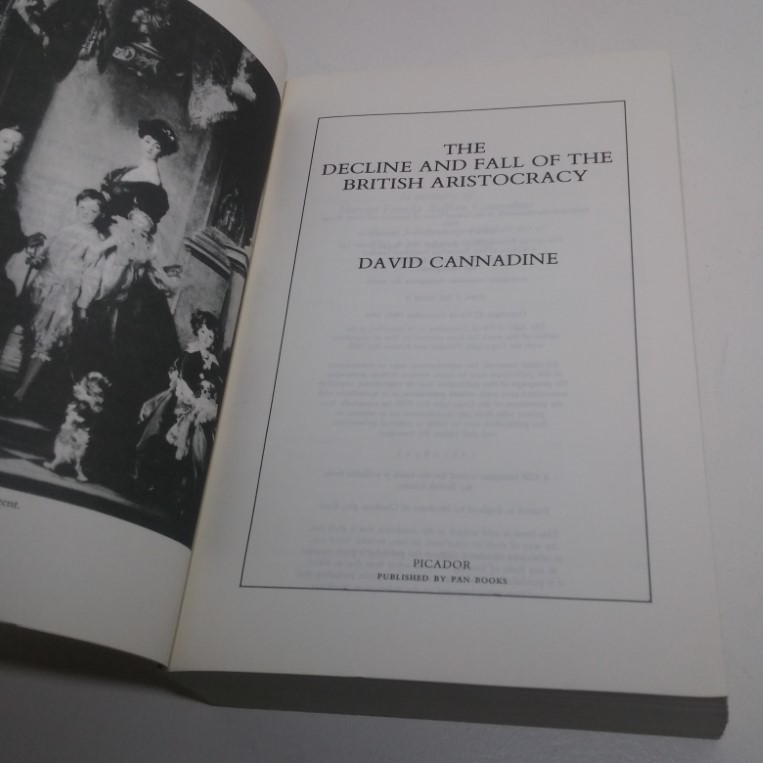 THE
DECLINE AND FALL OF THE
BRITISH ARISTOCRACY
DAVID CANNADINE
PICADOR
PUBLISHED BY PAN BOOKS